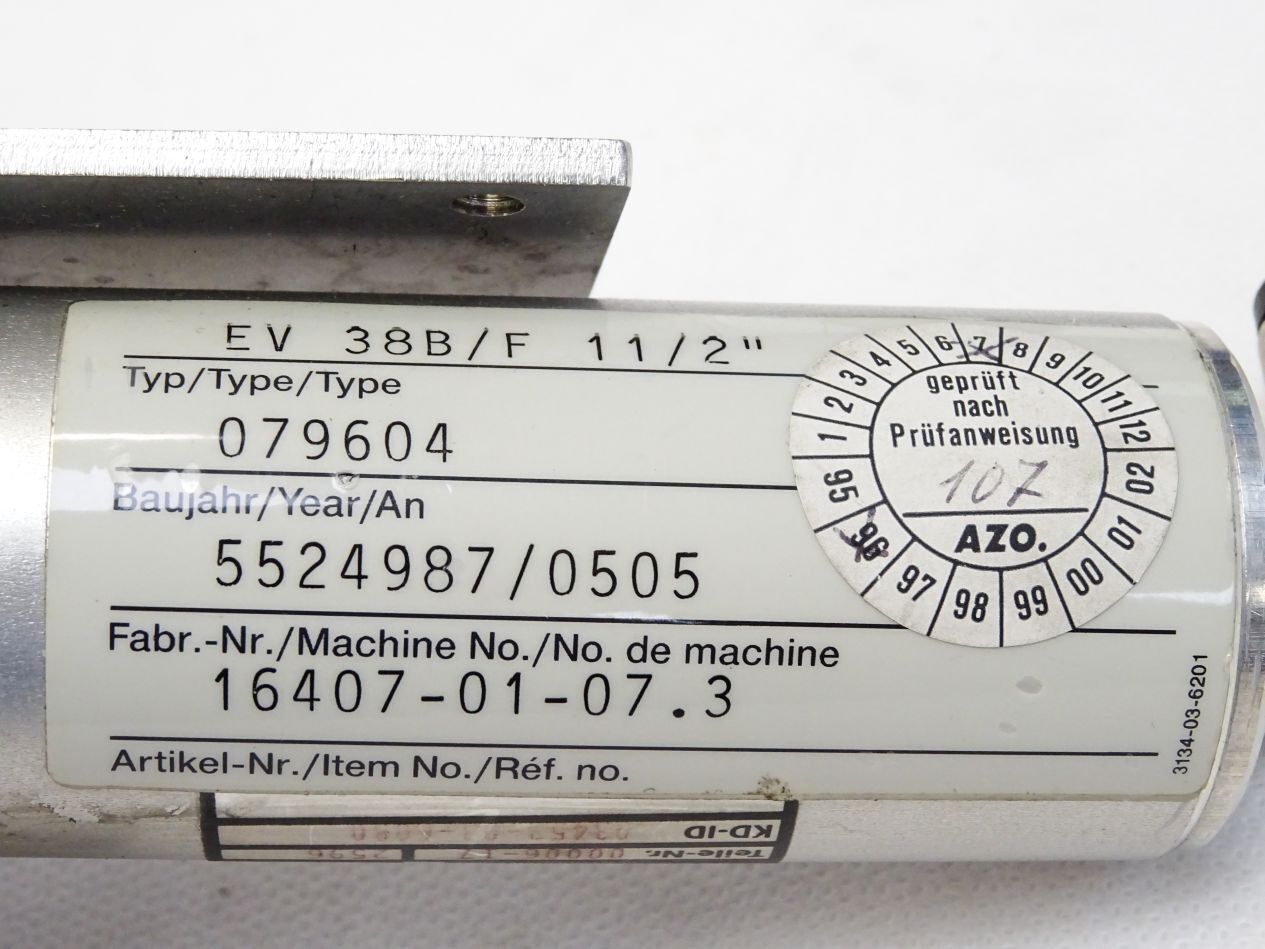 EV 38B/F 11/2"
Typ/Type/Type
079604
Baujahr/Year/An
5524987/0505
Fabr.-Nr./Machine No./No. de machine
16407-01-07.3
Artikel-Nr./Item No./Réf. no.
3134-03-6201
1 2 3 4 5 6 7 8 9 10 11 12
geprüft
nach
Prüfanweisung
107
AZO.
95 96 97 98 99 00 01 02
KD-ID
Teile-Nr.
2596